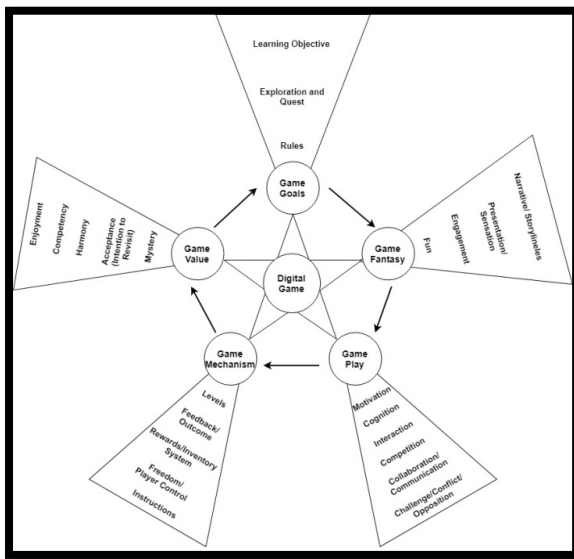 Learning Objective
Exploration and
Quest
Rules
Game
Goals
Enjoyment
Competency
Harmony
Acceptance
(Intention to
Revisit)
Mystery
Game
Value
Digital
Game
Game
Fantasy
Fun
Engagement
Presentation/
Sensation
Narrative/ Storylineles
Game
Mechanism
Game
Play
Levels
Feedback/
Outcome
Rewards/Inventory
System
Freedom/
Player Control
Instructions
Motivation
Cognition
Interaction
Competition
Collaboration/
Communication
Challenge/Conflict/
Opposition